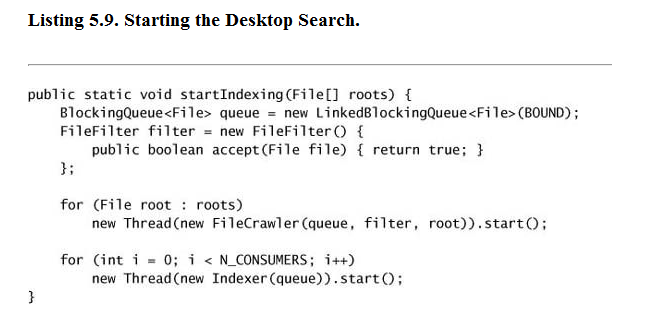 Listing 5.9. Starting the Desktop Search.
public static void startIndexing(File[] roots) {
    BlockingQueue<File> queue = new LinkedBlockingQueue<File>(BOUND);
    FileFilter filter = new FileFilter() {
        public boolean accept(File file) { return true; }
    };
    for (File root : roots)
        new Thread(new FileCrawler(queue, filter, root)).start();
    for (int i = 0; i < N_CONSUMERS; i++)
        new Thread(new Indexer(queue)).start();
}